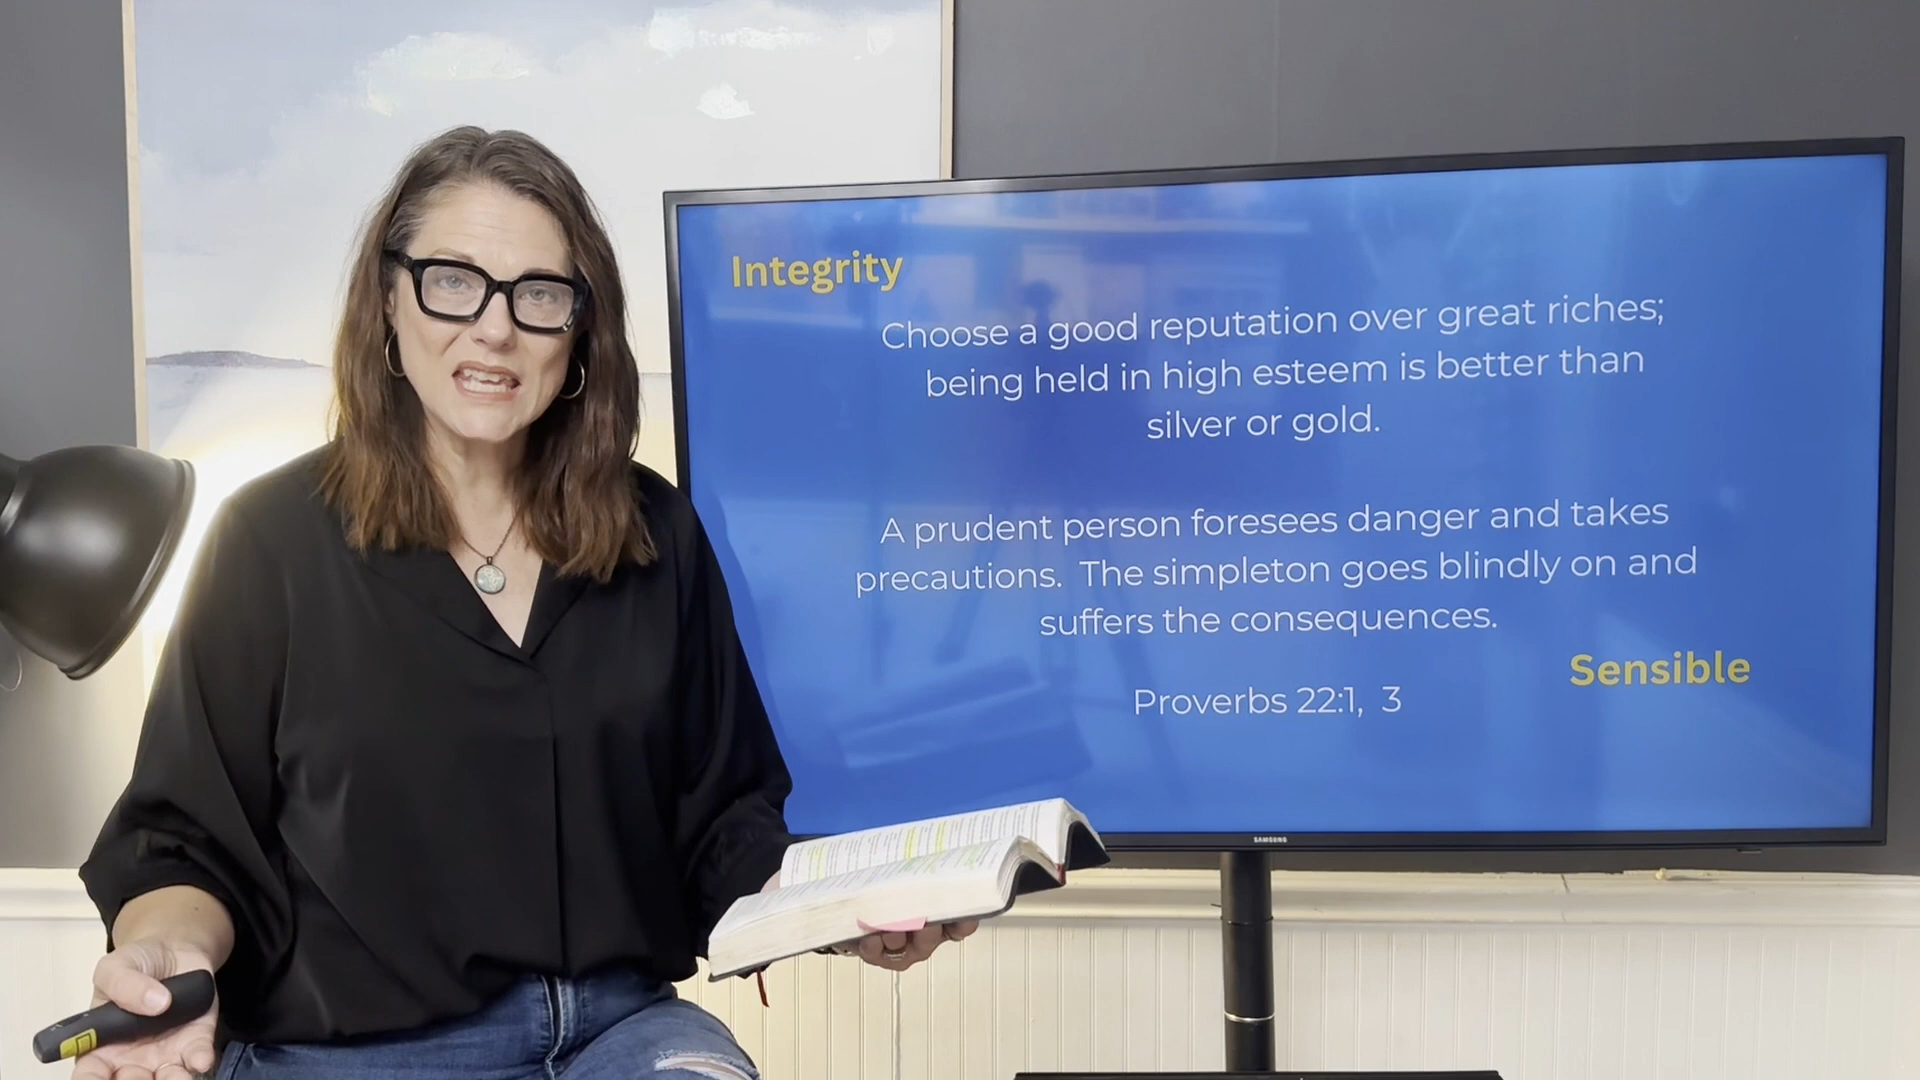 Integrity
Choose a good reputation over great riches;
being held in high esteem is better than
silver or gold.
A prudent person foresees danger and takes
precautions. The simpleton goes blindly on and
suffers the consequences.
Sensible
Proverbs 22:1, 3
SAMSUNG